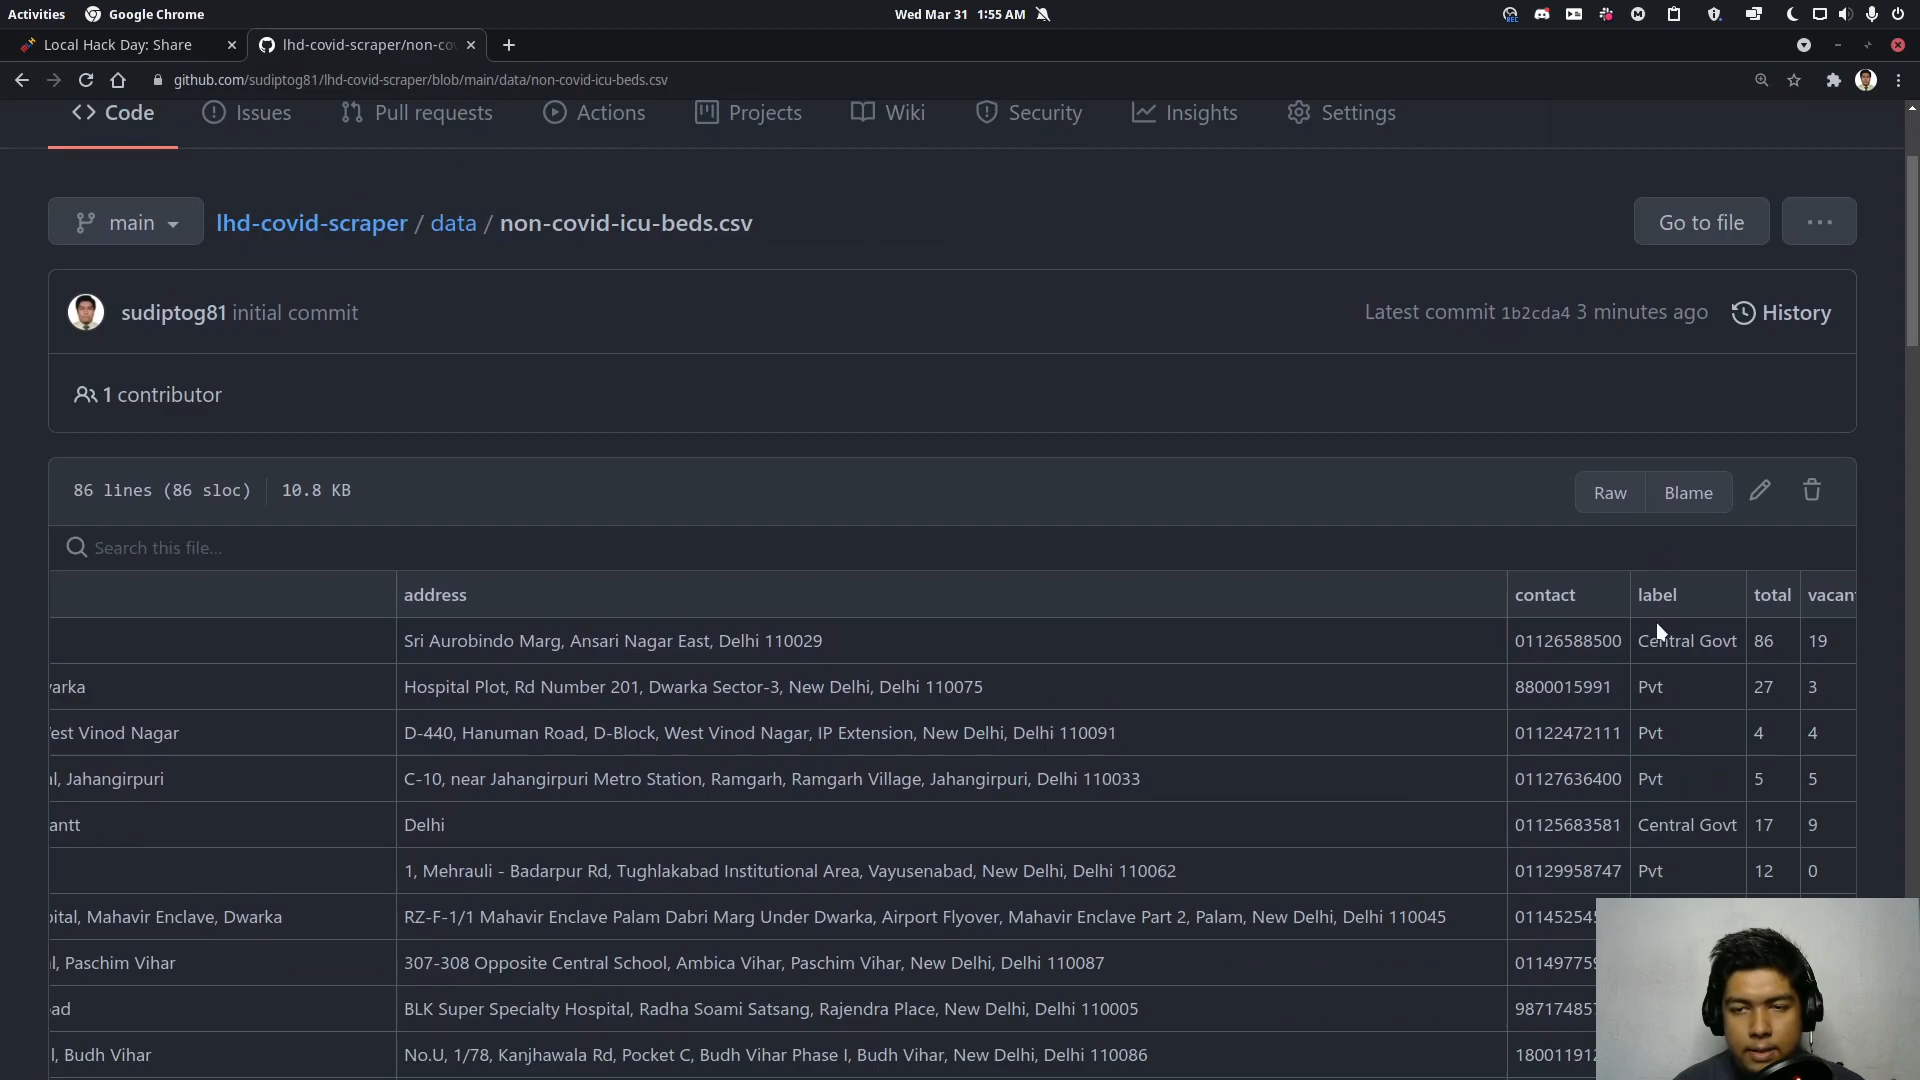 Activities Google Chrome Wed Mar 31 1:55 AM
Local Hack Day: Share lhd-covid-scraper/non-co
github.com/sudiptog81/lhd-covid-scraper/blob/main/data/non-covid-icu-beds.csv
Code Issues Pull requests Actions Projects Wiki Security Insights Settings
main lhd-covid-scraper / data / non-covid-icu-beds.csv Go to file ...
sudiptog81 initial commit Latest commit 1b2cda4 3 minutes ago History
1 contributor
86 lines (86 sloc) 10.8 KB Raw Blame
Search this file...
address contact label total vacan
Sri Aurobindo Marg, Ansari Nagar East, Delhi 110029 01126588500 Central Govt 86 19
arka Hospital Plot, Rd Number 201, Dwarka Sector-3, New Delhi, Delhi 110075 8800015991 Pvt 27 3
est Vinod Nagar D-440, Hanuman Road, D-Block, West Vinod Nagar, IP Extension, New Delhi, Delhi 110091 01122472111 Pvt 4 4
l, Jahangirpuri C-10, near Jahangirpuri Metro Station, Ramgarh, Ramgarh Village, Jahangirpuri, Delhi 110033 01127636400 Pvt 5 5
antt Delhi 01125683581 Central Govt 17 9
1, Mehrauli - Badarpur Rd, Tughlakabad Institutional Area, Vayusenabad, New Delhi, Delhi 110062 01129958747 Pvt 12 0
ital, Mahavir Enclave, Dwarka RZ-F-1/1 Mahavir Enclave Palam Dabri Marg Under Dwarka, Airport Flyover, Mahavir Enclave Part 2, Palam, New Delhi, Delhi 110045 01145254
l, Paschim Vihar 307-308 Opposite Central School, Ambica Vihar, Paschim Vihar, New Delhi, Delhi 110087 01149775
ad BLK Super Specialty Hospital, Radha Soami Satsang, Rajendra Place, New Delhi, Delhi 110005 98717485
l, Budh Vihar No.U, 1/78, Kanjhawala Rd, Pocket C, Budh Vihar Phase I, Budh Vihar, New Delhi, Delhi 110086 18001191